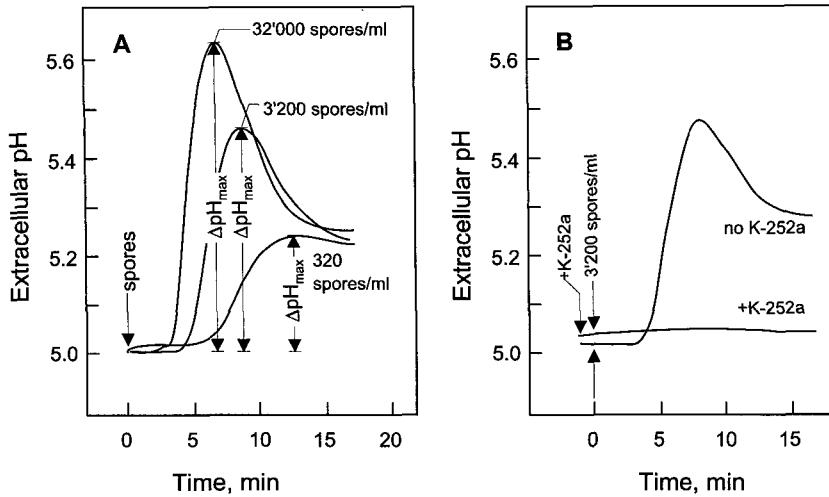 A
32'000 spores/ml
3'200 spores/ml
5.6
5.4
5.2
5.0
Extracellular pH
spores
ΔpHmax
ΔpHmax
ΔpHmax
320
spores/ml
0
5
10
15
20
Time, min
B
5.6
5.4
5.2
5.0
Extracellular pH
+K-252a
3'200 spores/ml
no K-252a
+K-252a
0
5
10
15
Time, min